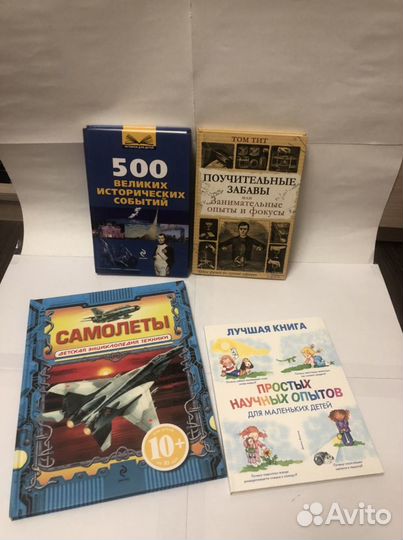 500
ВЕЛИКИХ
ИСТОРИЧЕСКИХ
СОБЫТИЙ
ТОМ ТИТ
ПОУЧИТЕЛЬНЫЕ
ЗАБАВЫ
или
Занимательные
опыты и фокусы
САМОЛЕТЫ
ДЕТСКАЯ ЭНЦИКЛОПЕДИЯ ТЕХНИКИ
10+
ЛУЧШАЯ КНИГА
ПРОСТЫХ
НАУЧНЫХ ОПЫТОВ
ДЛЯ МАЛЕНЬКИХ ДЕТЕЙ
Avito